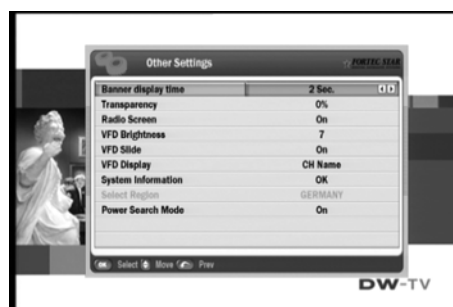 Other Settings
FORTEC STAR
Banner display time 2 Sec.
Transparency 0%
Radio Screen On
VFD Brightness 7
VFD Slide On
VFD Display CH Name
System Information OK
Select Region GERMANY
Power Search Mode On
OK Select Move Prev
DW-TV